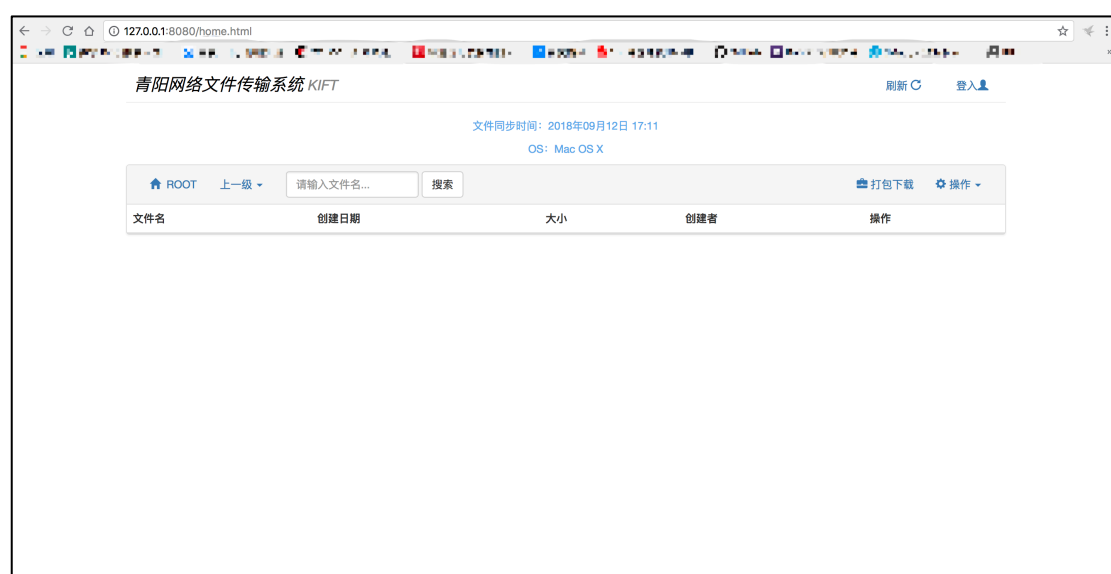 127.0.0.1:8080/home.html
青阳网络文件传输系统 KIFT
刷新 登入
文件同步时间：2018年09月12日 17:11
OS：Mac OS X
ROOT 上一级 请输入文件名... 搜索 打包下载 操作
文件名 创建日期 大小 创建者 操作